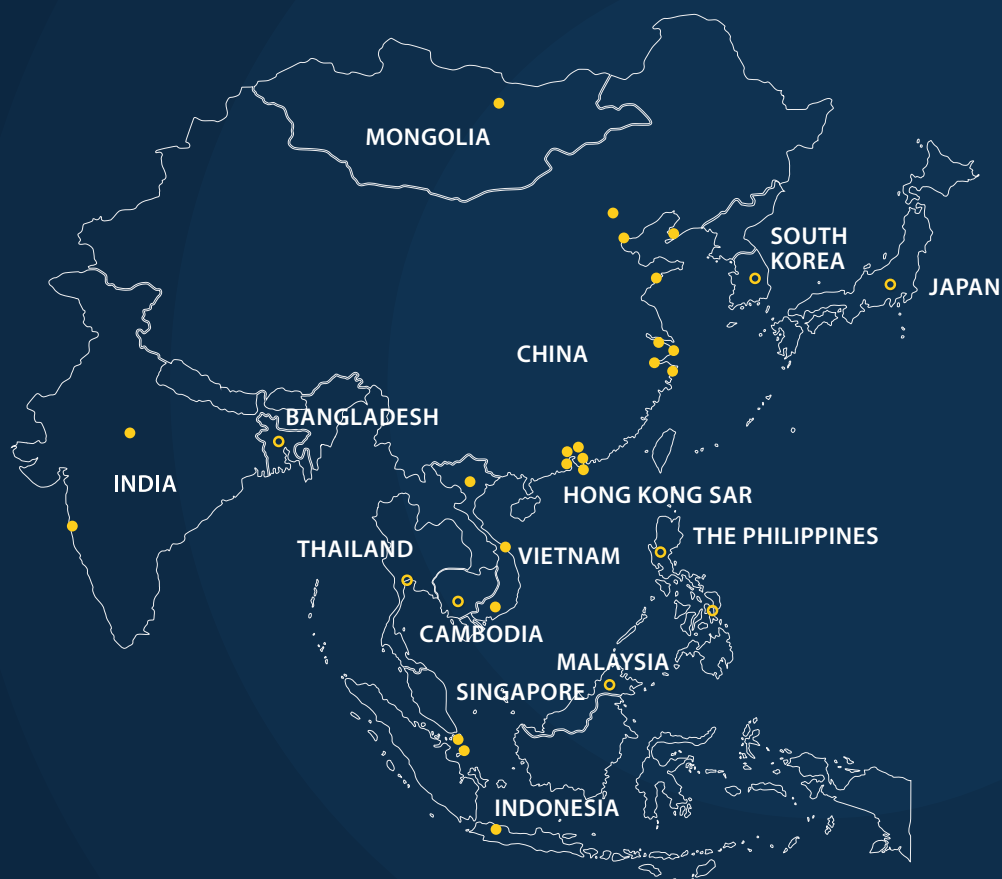 MONGOLIA
SOUTH
KOREA
JAPAN
CHINA
BANGLADESH
INDIA
HONG KONG SAR
THE PHILIPPINES
THAILAND
VIETNAM
CAMBODIA
MALAYSIA
SINGAPORE
INDONESIA